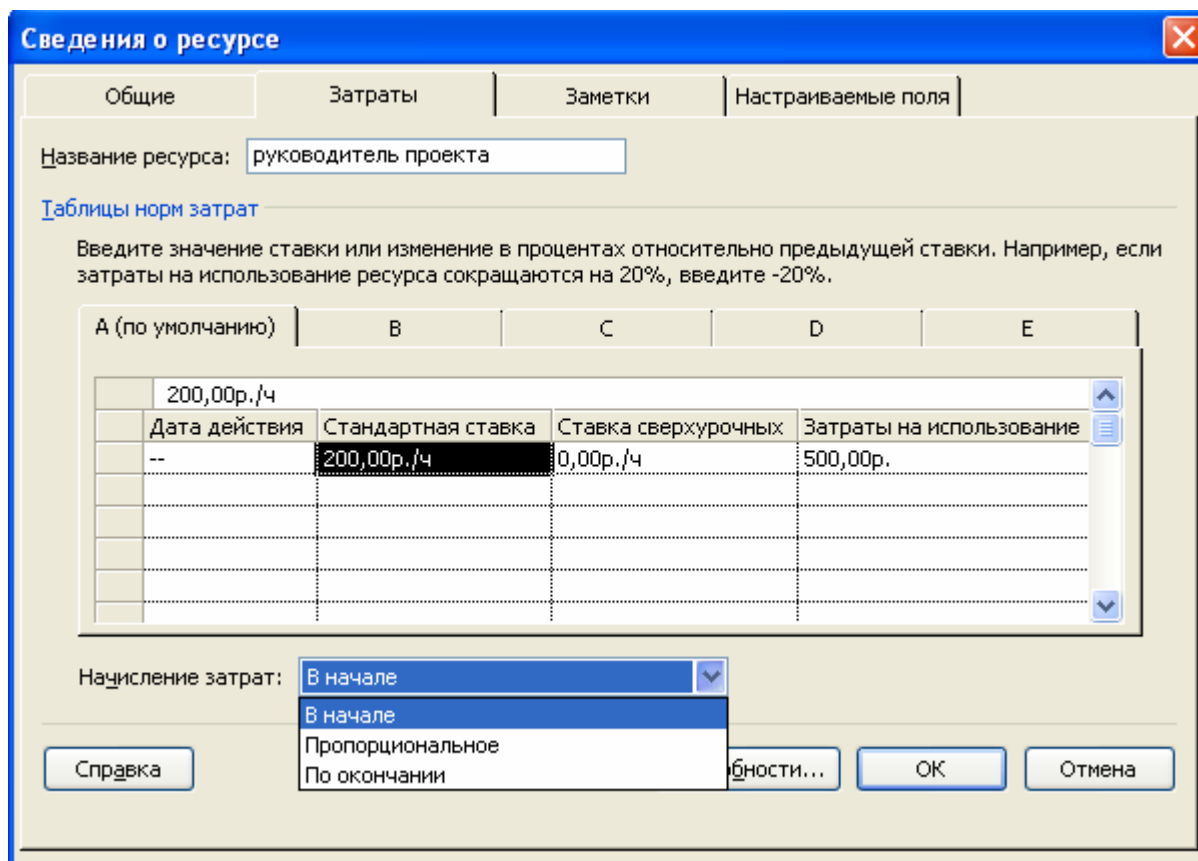 Сведения о ресурсе
Общие Затраты Заметки Настраиваемые поля
Название ресурса: руководитель проекта
Таблицы норм затрат
Введите значение ставки или изменение в процентах относительно предыдущей ставки. Например, если
затраты на использование ресурса сокращаются на 20%, введите -20%.
A (по умолчанию) B C D E
200,00р./ч
Дата действия Стандартная ставка Ставка сверхурочных Затраты на использование
-- 200,00р./ч 0,00р./ч 500,00р.
Начисление затрат: В начале
В начале
Пропорциональное
По окончании
Справка бности... ОК Отмена